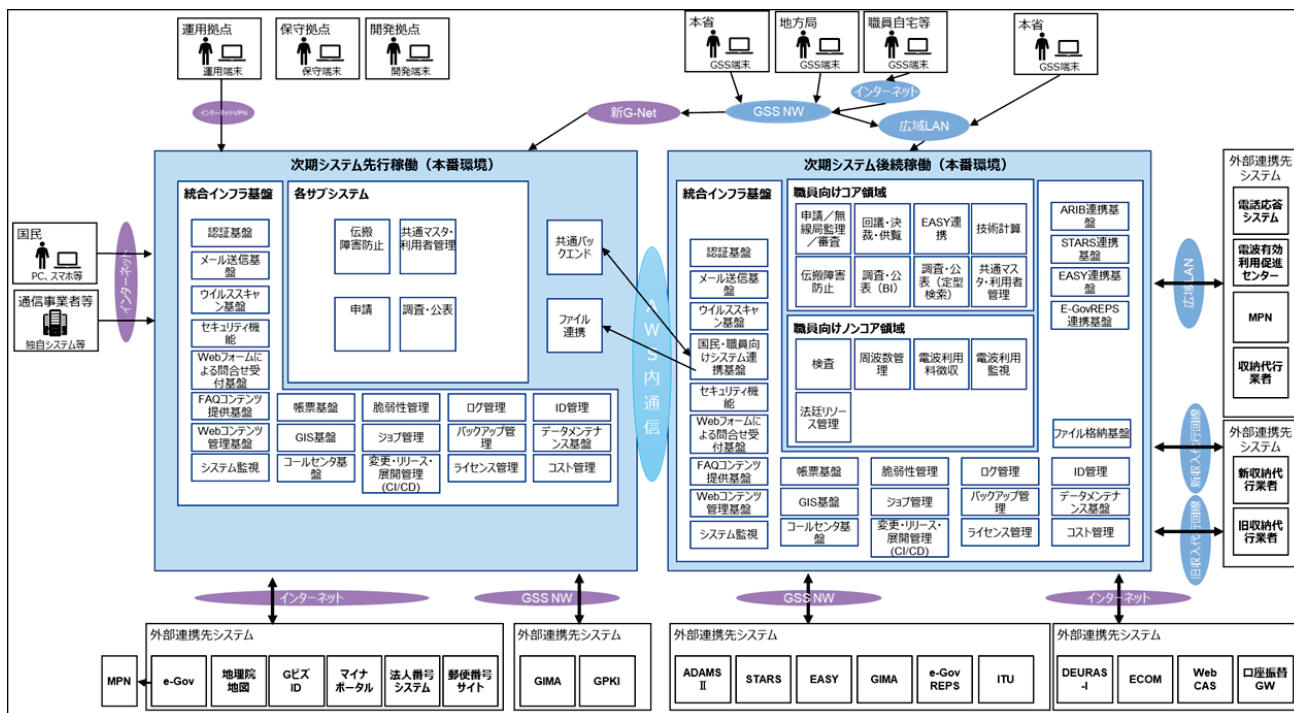 運用拠点
運用端末
保守拠点
保守端末
開発拠点
開発端末
本省
GSS端末
地方局
GSS端末
職員自宅等
GSS端末
本省
GSS端末
インターネットVPN
新G-Net
GSS NW
インターネット
広域LAN
国民
PC、スマホ等
通信事業者等
独自システム等
インターネット
次期システム先行稼働（本番環境）
統合インフラ基盤
認証基盤
メール送信基
盤
ウイルススキャ
ン基盤
セキュリティ機
能
Webフォームに
よる問合せ受
付基盤
FAQコンテンツ
提供基盤
Webコンテンツ
管理基盤
システム監視
各サブシステム
伝搬
障害防止
共通マスタ・
利用者管理
申請
調査・公表
共通バック
エンド
ファイル
連携
帳票基盤
脆弱性管理
ログ管理
ID管理
GIS基盤
ジョブ管理
バックアップ管
理
データメンテナ
ンス基盤
コールセンタ基
盤
変更・リリース・
展開管理
(CI/CD)
ライセンス管理
コスト管理
AWS内通信
次期システム後続稼働（本番環境）
統合インフラ基盤
認証基盤
メール送信基
盤
ウイルススキャ
ン基盤
国民・職員向
けシステム連
携基盤
セキュリティ機
能
Webフォームに
よる問合せ受
付基盤
FAQコンテンツ
提供基盤
Webコンテンツ
管理基盤
システム監視
職員向けコア領域
申請／無
線局監理
／審査
回議・決
裁・供覧
EASY連
携
技術計算
伝搬障害
防止
調査・公
表（BI）
調査・公
表（定型
検索）
共通マス
タ・利用者
管理
職員向けノンコア領域
検査
周波数管
理
電波利用
料徴収
電波利用
監視
法廷リソー
ス管理
ARIB連携基
盤
STARS連携
基盤
EASY連携基
盤
E-GovREPS
連携基盤
ファイル格納基盤
帳票基盤
脆弱性管理
ログ管理
ID管理
GIS基盤
ジョブ管理
バックアップ管
理
データメンテナ
ンス基盤
コールセンタ基
盤
変更・リリース・
展開管理
(CI/CD)
ライセンス管理
コスト管理
広域LAN
新収入代行回線
旧収入代行回線
外部連携先
システム
電話応答
システム
電波有効
利用促進
センター
MPN
収納代行
業者
外部連携先
システム
新収納代
行業者
旧収納代
行業者
インターネット
GSS NW
GSS NW
インターネット
MPN
外部連携先システム
e-Gov
地理院
地図
Gビズ
ID
マイナ
ポータル
法人番号
システム
郵便番号
サイト
外部連携先システム
GIMA
GPKI
外部連携先システム
ADAMS
Ⅱ
STARS
EASY
GIMA
e-Gov
REPS
ITU
外部連携先システム
DEURAS
-I
ECOM
Web
CAS
口座振替
GW